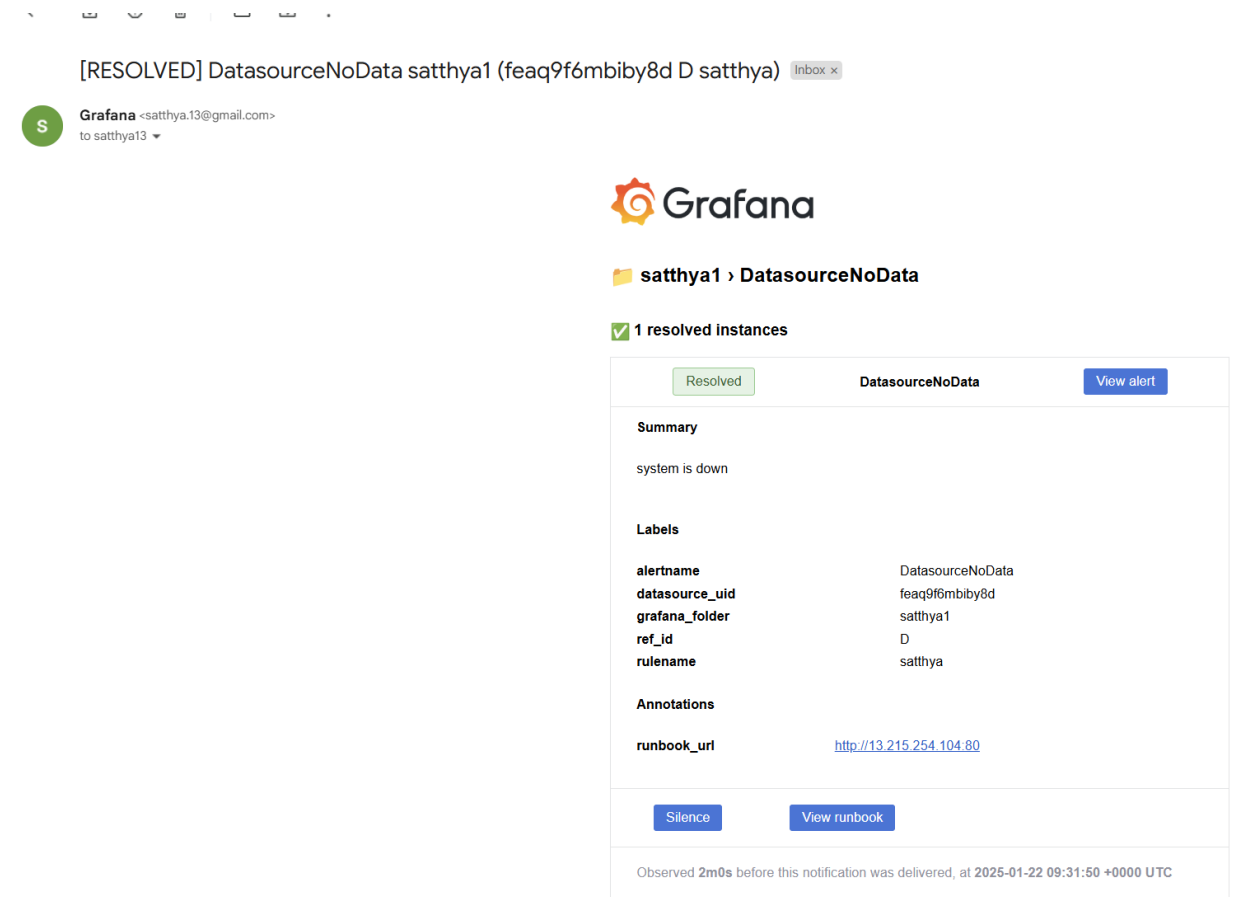 [RESOLVED] DatasourceNoData satthya1 (feaq9f6mbiby8d D satthya) Inbox ×
S
Grafana <satthya.13@gmail.com>
to satthya13
Grafana
satthya1 › DatasourceNoData
1 resolved instances
Resolved DatasourceNoData View alert
Summary
system is down
Labels
alertname DatasourceNoData
datasource_uid feaq9f6mbiby8d
grafana_folder satthya1
ref_id D
rulename satthya
Annotations
runbook_url http://13.215.254.104:80
Silence View runbook
Observed 2m0s before this notification was delivered, at 2025-01-22 09:31:50 +0000 UTC